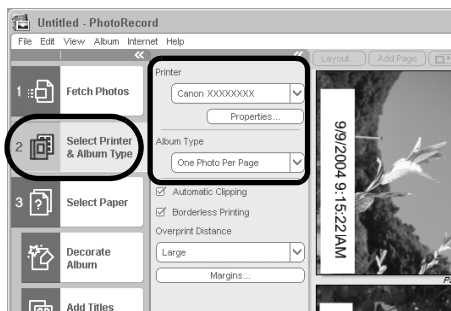 Untitled - PhotoRecord
File Edit View Album Internet Help
Layout... Add Page
1 Fetch Photos
2 Select Printer
& Album Type
3 Select Paper
Decorate
Album
Add Titles
Printer
Canon XXXXXXXX
Properties...
Album Type
One Photo Per Page
Automatic Clipping
Borderless Printing
Overprint Distance
Large
Margins...
9/9/2004 9:15:22 AM